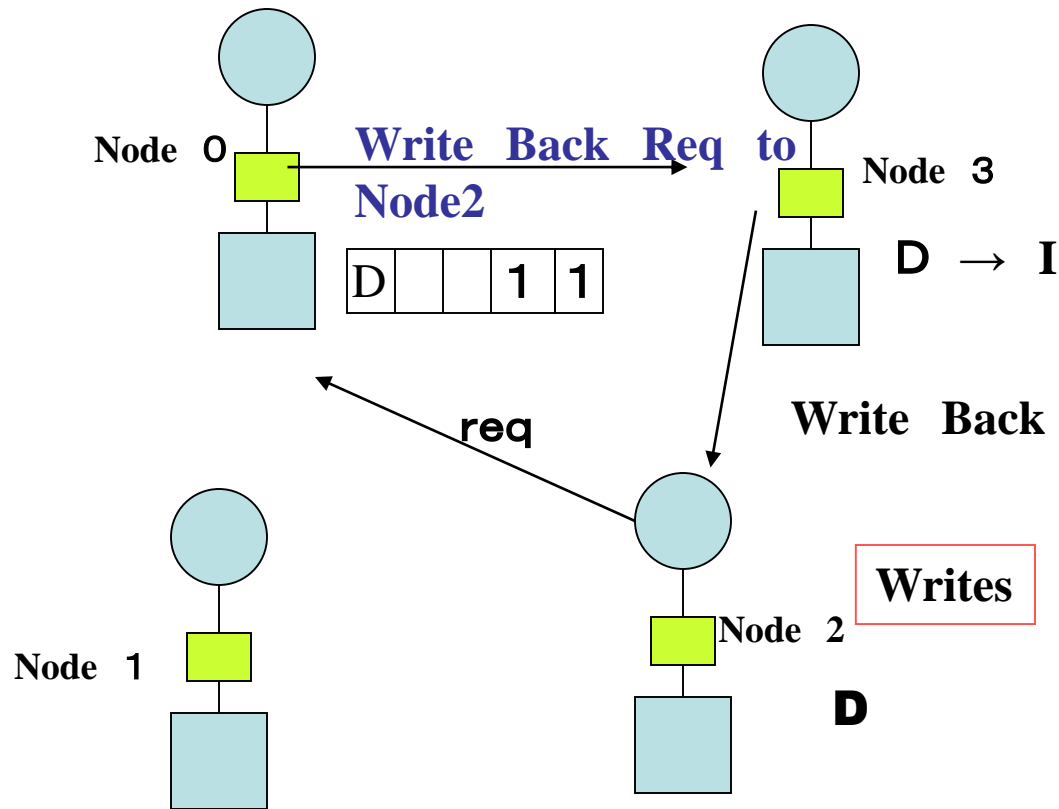 Node 0
Write Back Req to
Node2
Node 3
D 1 1
D → I
Write Back
req
Writes
Node 2
Node 1
D